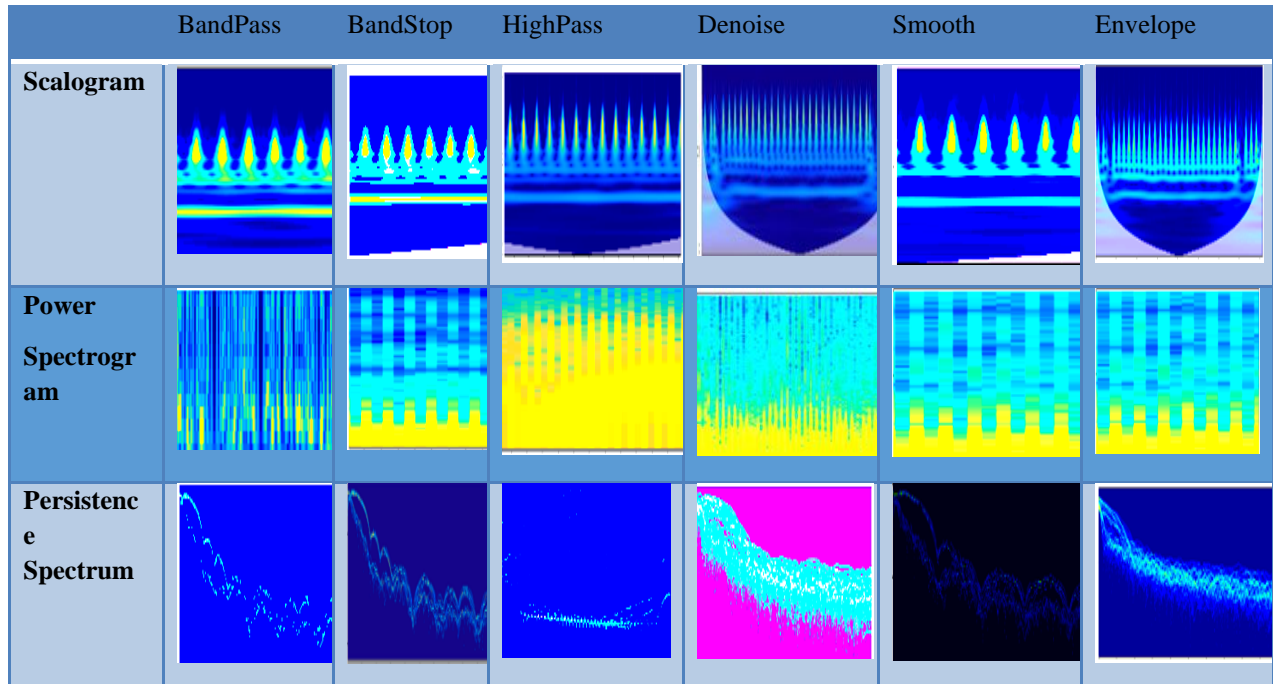 BandPass BandStop HighPass Denoise Smooth Envelope
Scalogram
Power
Spectrogr
am
Persistenc
e
Spectrum